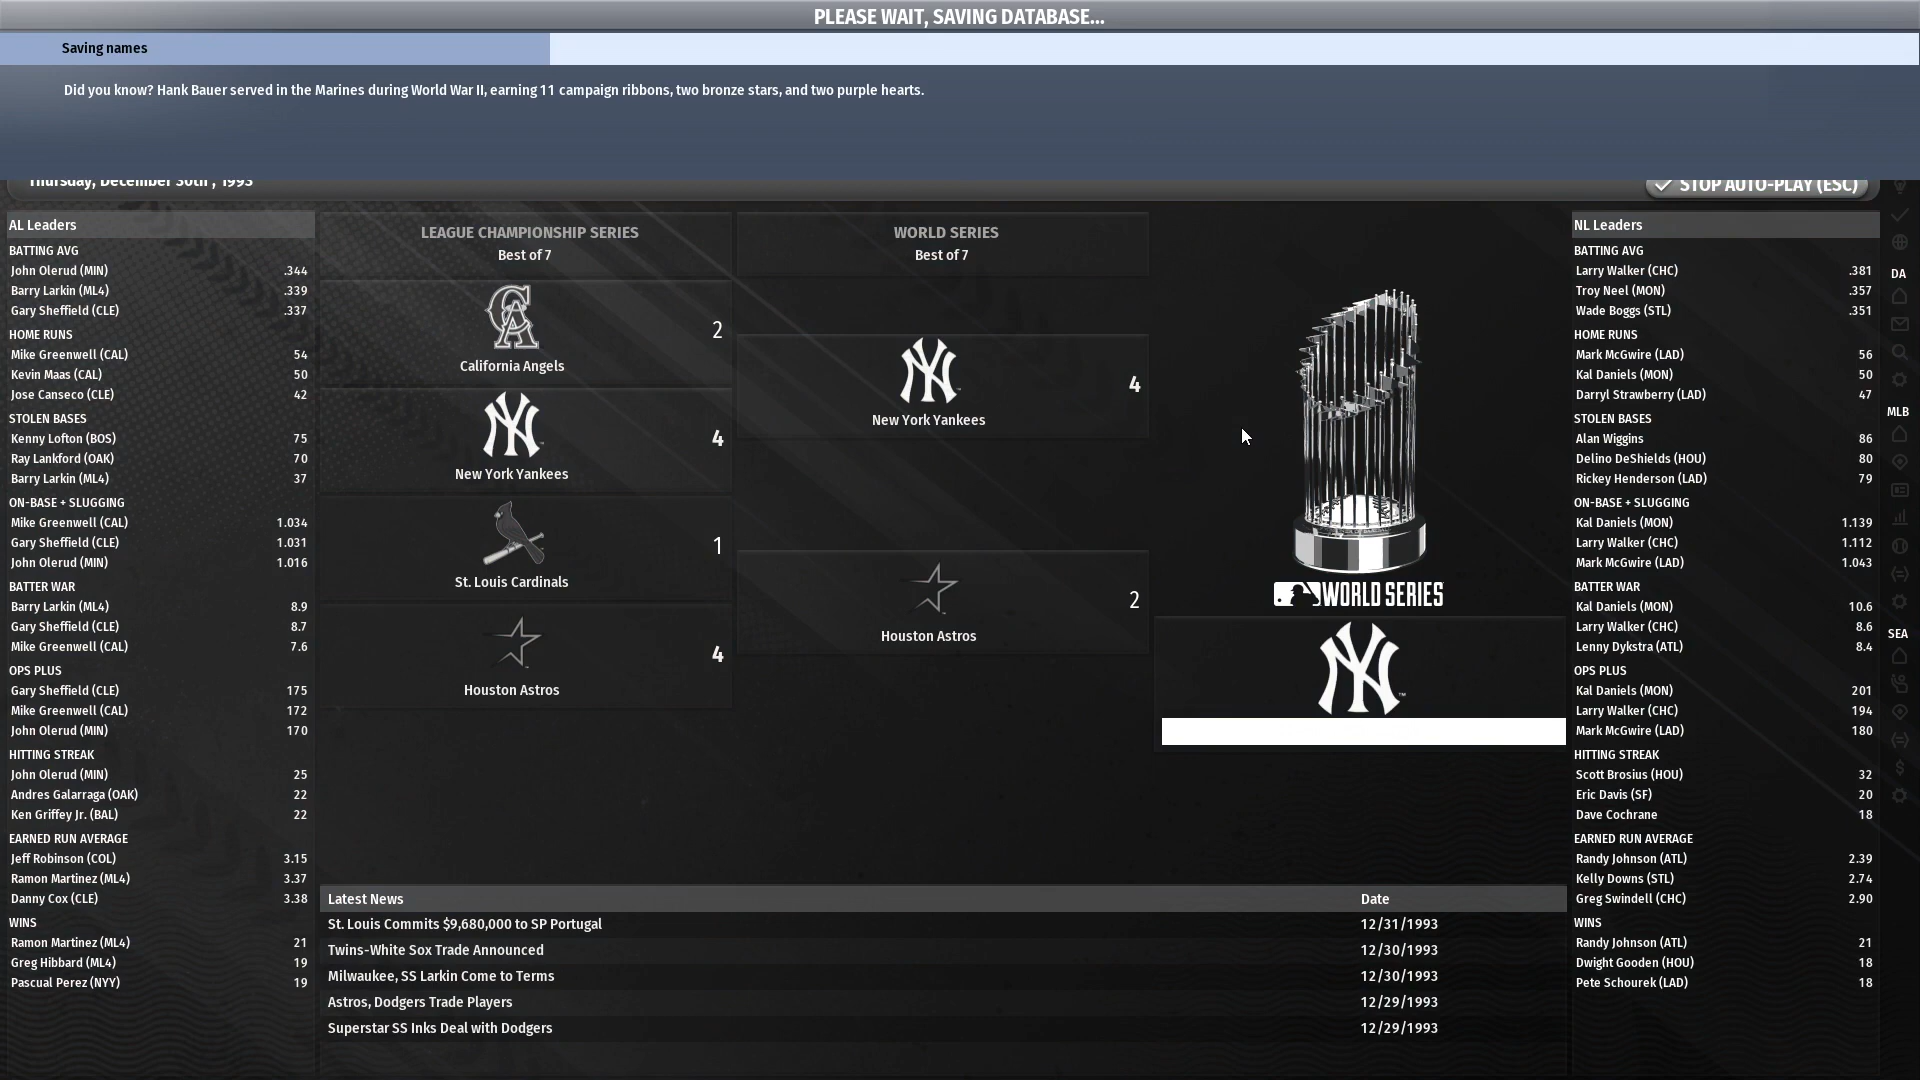 PLEASE WAIT, SAVING DATABASE...
Saving names
Did you know? Hank Bauer served in the Marines during World War II, earning 11 campaign ribbons, two bronze stars, and two purple hearts.
Thursday, December 30th, 1993
STOP AUTO-PLAY (ESC)
AL Leaders
BATTING AVG
John Olerud (MIN) .344
Barry Larkin (ML4) .339
Gary Sheffield (CLE) .337
HOME RUNS
Mike Greenwell (CAL) 54
Kevin Maas (CAL) 50
Jose Canseco (CLE) 42
STOLEN BASES
Kenny Lofton (BOS) 75
Ray Lankford (OAK) 70
Barry Larkin (ML4) 37
ON-BASE + SLUGGING
Mike Greenwell (CAL) 1.034
Gary Sheffield (CLE) 1.031
John Olerud (MIN) 1.016
BATTER WAR
Barry Larkin (ML4) 8.9
Gary Sheffield (CLE) 8.7
Mike Greenwell (CAL) 7.6
OPS PLUS
Gary Sheffield (CLE) 175
Mike Greenwell (CAL) 172
John Olerud (MIN) 170
HITTING STREAK
John Olerud (MIN) 25
Andres Galarraga (OAK) 22
Ken Griffey Jr. (BAL) 22
EARNED RUN AVERAGE
Jeff Robinson (COL) 3.15
Ramon Martinez (ML4) 3.37
Danny Cox (CLE) 3.38
WINS
Ramon Martinez (ML4) 21
Greg Hibbard (ML4) 19
Pascual Perez (NYY) 19
LEAGUE CHAMPIONSHIP SERIES
Best of 7
CA
California Angels 2
NY
New York Yankees 4
St. Louis Cardinals 1
Houston Astros 4
WORLD SERIES
Best of 7
NY
New York Yankees 4
Houston Astros 2
WORLD SERIES
NY
Latest News Date
St. Louis Commits $9,680,000 to SP Portugal 12/31/1993
Twins-White Sox Trade Announced 12/30/1993
Milwaukee, SS Larkin Come to Terms 12/30/1993
Astros, Dodgers Trade Players 12/29/1993
Superstar SS Inks Deal with Dodgers 12/29/1993
NL Leaders
BATTING AVG
Larry Walker (CHC) .381
Troy Neel (MON) .357
Wade Boggs (STL) .351
HOME RUNS
Mark McGwire (LAD) 56
Kal Daniels (MON) 50
Darryl Strawberry (LAD) 47
STOLEN BASES
Alan Wiggins 86
Delino DeShields (HOU) 80
Rickey Henderson (LAD) 79
ON-BASE + SLUGGING
Kal Daniels (MON) 1.139
Larry Walker (CHC) 1.112
Mark McGwire (LAD) 1.043
BATTER WAR
Kal Daniels (MON) 10.6
Larry Walker (CHC) 8.6
Lenny Dykstra (ATL) 8.4
OPS PLUS
Kal Daniels (MON) 201
Larry Walker (CHC) 194
Mark McGwire (LAD) 180
HITTING STREAK
Scott Brosius (HOU) 32
Eric Davis (SF) 20
Dave Cochrane 18
EARNED RUN AVERAGE
Randy Johnson (ATL) 2.39
Kelly Downs (STL) 2.74
Greg Swindell (CHC) 2.90
WINS
Randy Johnson (ATL) 21
Dwight Gooden (HOU) 18
Pete Schourek (LAD) 18
DA
MLB
SEA